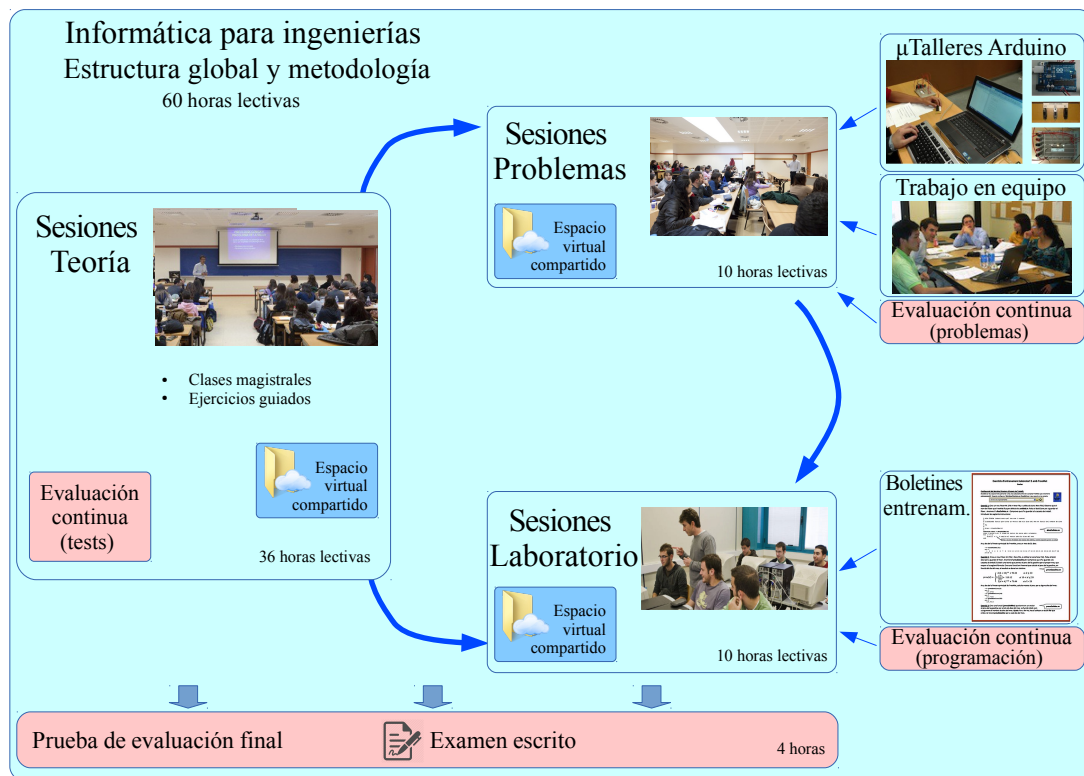 Informática para ingenierías
Estructura global y metodología
60 horas lectivas
Sesiones
Teoría
• Clases magistrales
• Ejercicios guiados
Evaluación
continua
(tests)
Espacio
virtual
compartido
36 horas lectivas
Sesiones
Problemas
Espacio
virtual
compartido
10 horas lectivas
µTalleres Arduino
Trabajo en equipo
Evaluación continua
(problemas)
Sesiones
Laboratorio
Espacio
virtual
compartido
10 horas lectivas
Boletines
entrenam.
Evaluación continua
(programación)
Prueba de evaluación final
Examen escrito
4 horas